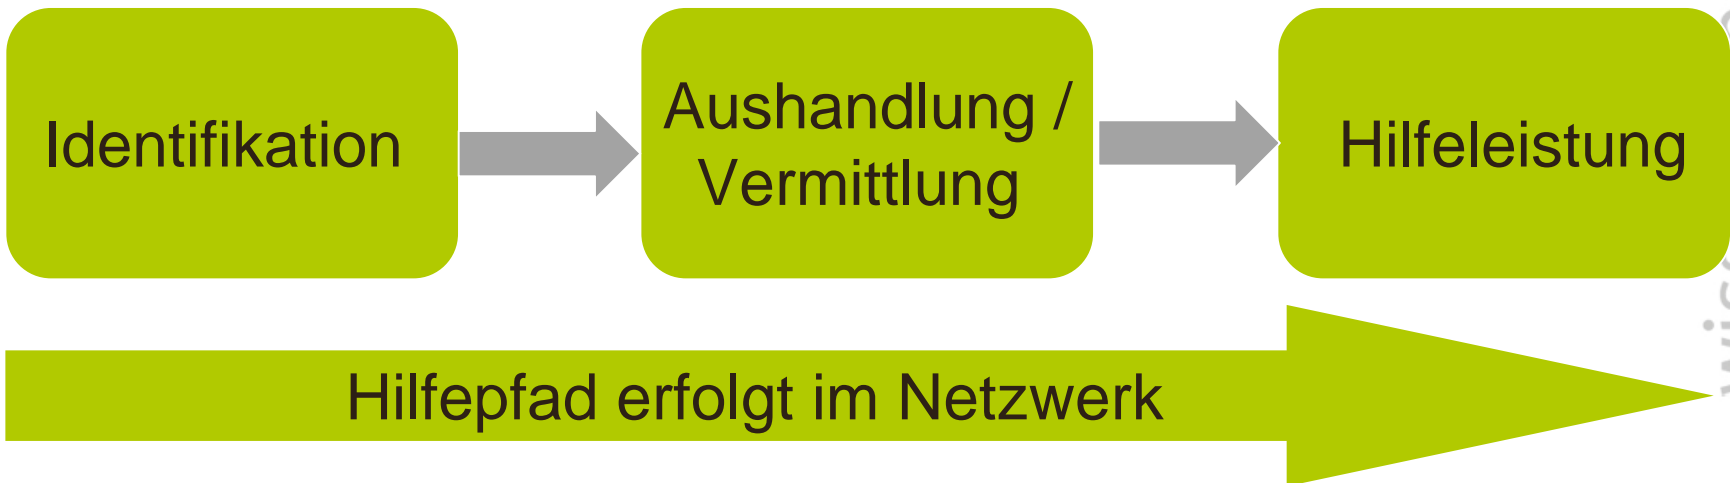 Identifikation
Aushandlung /
Vermittlung
Hilfeleistung
Hilfepfad erfolgt im Netzwerk